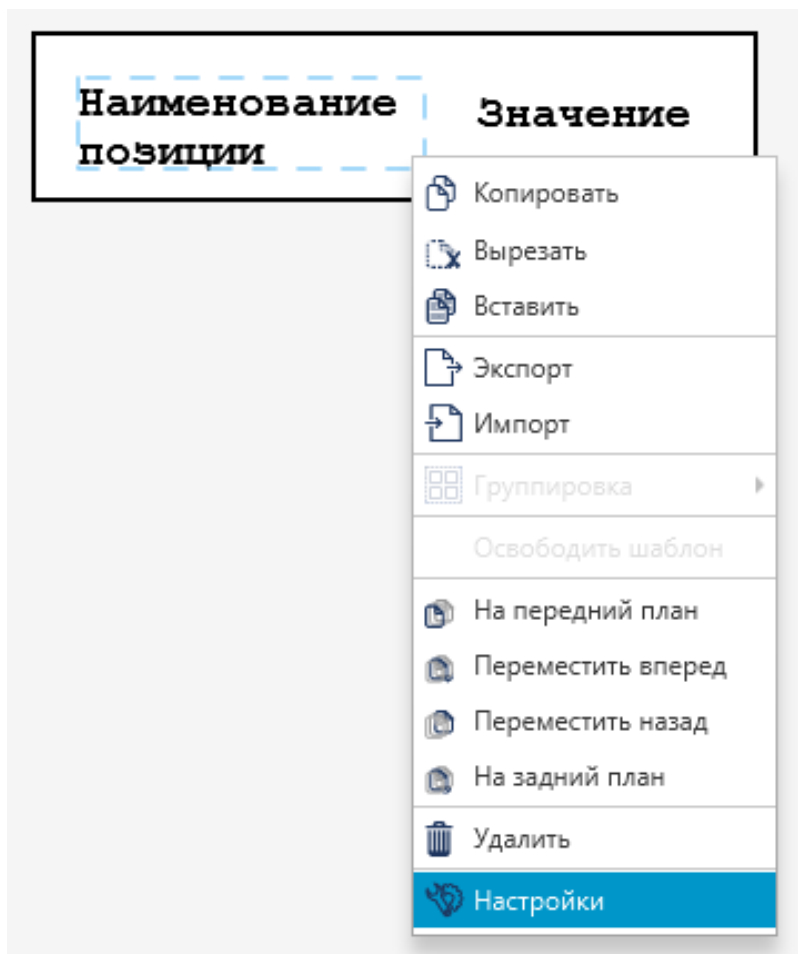 Наименование
позиции
Значение
Копировать
Вырезать
Вставить
Экспорт
Импорт
Группировка
Освободить шаблон
На передний план
Переместить вперед
Переместить назад
На задний план
Удалить
Настройки